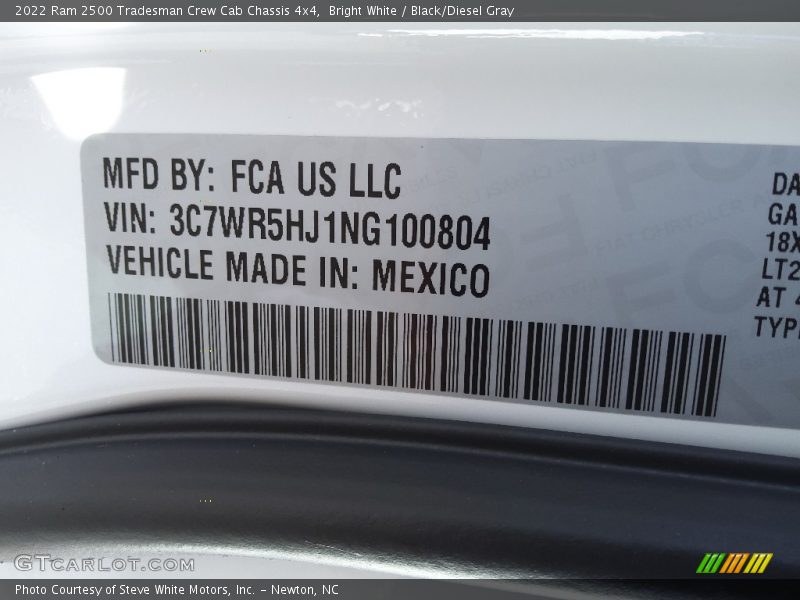 2022 Ram 2500 Tradesman Crew Cab Chassis 4x4, Bright White / Black/Diesel Gray
MFD BY: FCA US LLC
VIN: 3C7WR5HJ1NG100804
VEHICLE MADE IN: MEXICO
DA
GA
18X
LT2
AT 4
TYP
GTCARLOT.COM
Photo Courtesy of Steve White Motors, Inc. - Newton, NC